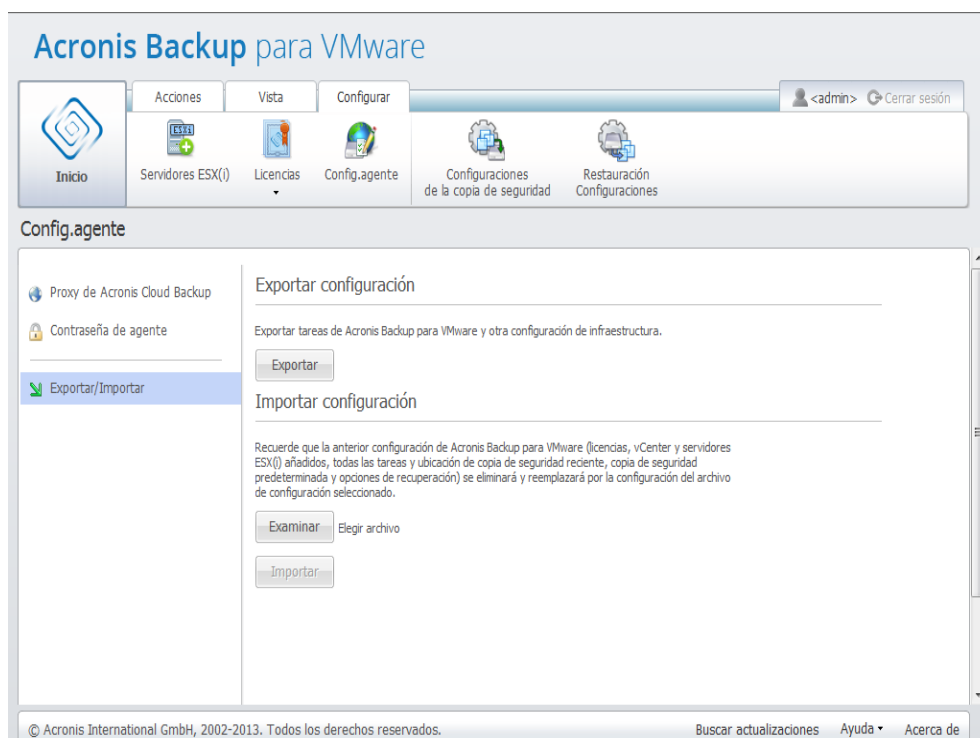 Acronis Backup para VMware
Acciones
Vista
Configurar
<admin>
Cerrar sesión
Inicio
Servidores ESX(i)
Licencias
Config.agente
Configuraciones
de la copia de seguridad
Restauración
Configuraciones
Config.agente
Proxy de Acronis Cloud Backup
Contraseña de agente
Exportar/Importar
Exportar configuración
Exportar tareas de Acronis Backup para VMware y otra configuración de infraestructura.
Exportar
Importar configuración
Recuerde que la anterior configuración de Acronis Backup para VMware (licencias, vCenter y servidores
ESX(i) añadidos, todas las tareas y ubicación de copia de seguridad reciente, copia de seguridad
predeterminada y opciones de recuperación) se eliminará y reemplazará por la configuración del archivo
de configuración seleccionado.
Examinar
Elegir archivo
Importar
© Acronis International GmbH, 2002-2013. Todos los derechos reservados.
Buscar actualizaciones
Ayuda
Acerca de